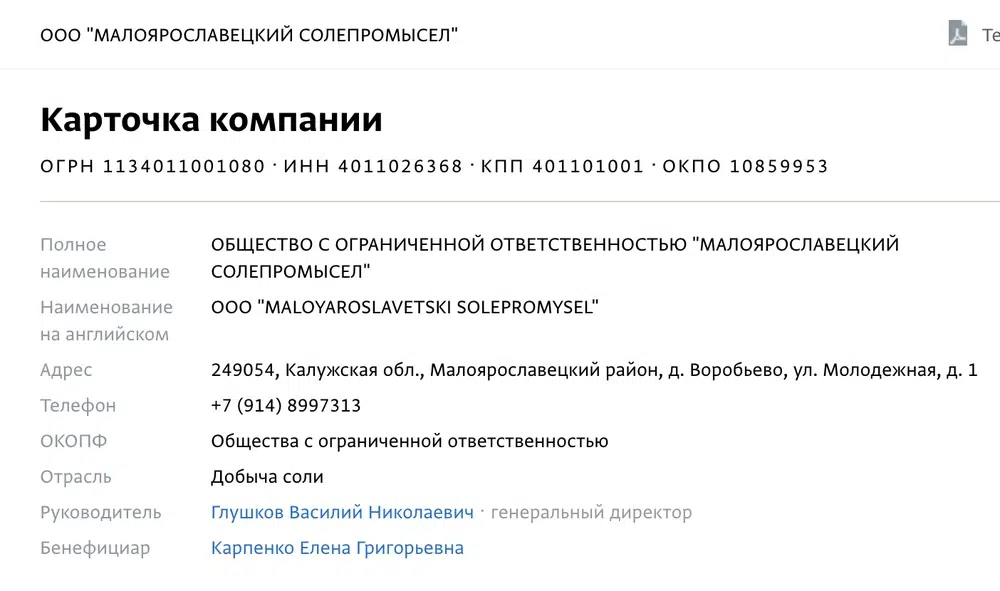 ООО "МАЛОЯРОСЛАВЕЦКИЙ СОЛЕПРОМЫСЕЛ"
Те
Карточка компании
ОГРН 1134011001080 · ИНН 4011026368 · КПП 401101001 · ОКПО 10859953
Полное наименование
ОБЩЕСТВО С ОГРАНИЧЕННОЙ ОТВЕТСТВЕННОСТЬЮ "МАЛОЯРОСЛАВЕЦКИЙ
СОЛЕПРОМЫСЕЛ"
Наименование на английском
ООО "MALOYAROSLAVETSKI SOLEPROMYSEL"
Адрес
249054, Калужская обл., Малоярославецкий район, д. Воробьево, ул. Молодежная, д. 1
Телефон
+7 (914) 8997313
ОКОПФ
Общества с ограниченной ответственностью
Отрасль
Добыча соли
Руководитель
Глушков Василий Николаевич · генеральный директор
Бенефициар
Карпенко Елена Григорьевна